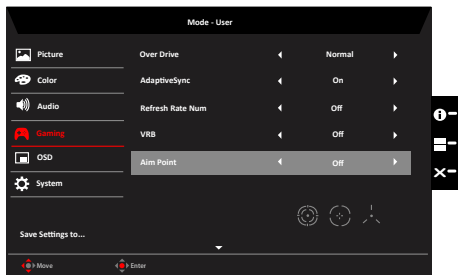 Mode - User
Picture
Over Drive Normal
Color
AdaptiveSync On
Audio
Refresh Rate Num Off
Gaming
VRB Off
OSD
Aim Point Off
System
Save Settings to...
Move Enter